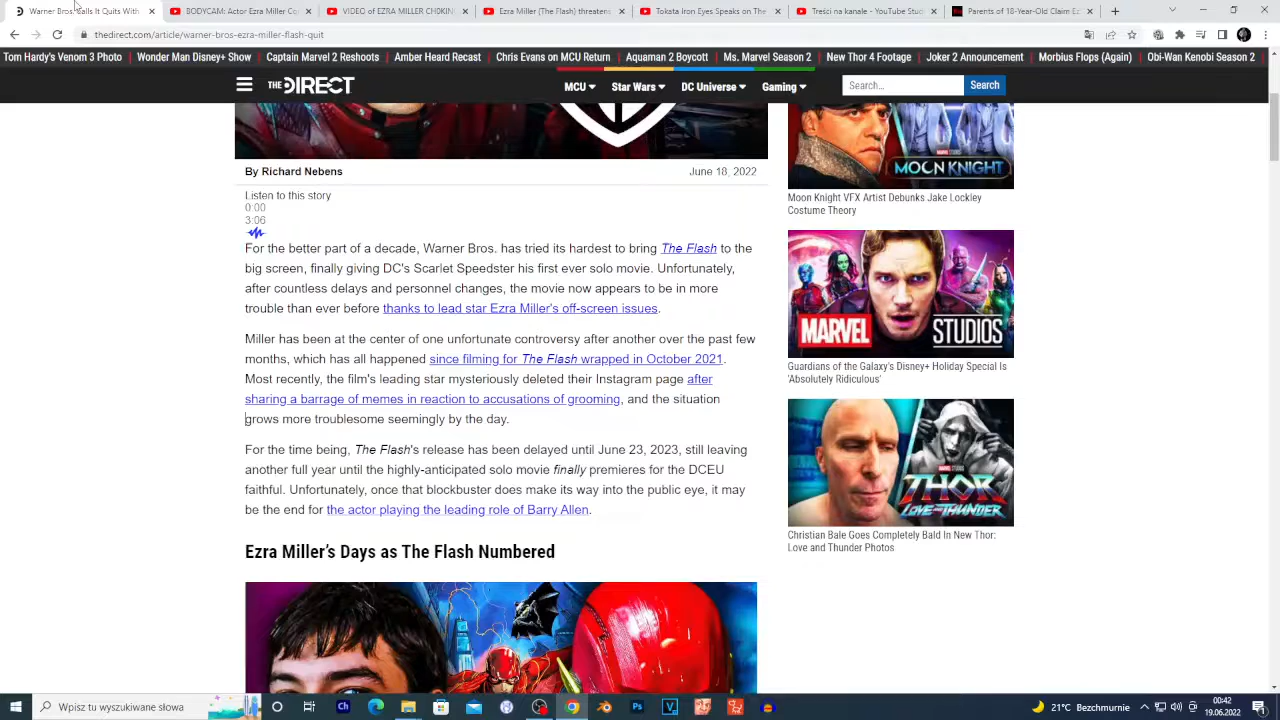 Warner Bros. Calls It Quits With
BODYCAM: EZRA MILLER CHOKIN
VIDEO of EZRA MILLER CHOKIN
Ezra Miller (The Flash) threatens
Tokata Iron Eyes Speaks On The
YouTube Studio
Parents of 18-Year-Old Claim Ez
thedirect.com/article/warner-bros-ezra-miller-flash-quit
Tom Hardy's Venom 3 Photo | Wonder Man Disney+ Show | Captain Marvel 2 Reshoots | Amber Heard Recast | Chris Evans on MCU Return | Aquaman 2 Boycott | Ms. Marvel Season 2 | New Thor 4 Footage | Joker 2 Announcement | Morbius Flops (Again) | Obi-Wan Kenobi Season 2
THE DIRECT
MCU
Star Wars
DC Universe
Gaming
Search...
Search
By Richard Nebens
June 18, 2022
Listen to this story
0:00
3:06
For the better part of a decade, Warner Bros. has tried its hardest to bring The Flash to the
big screen, finally giving DC's Scarlet Speedster his first ever solo movie. Unfortunately,
after countless delays and personnel changes, the movie now appears to be in more
trouble than ever before thanks to lead star Ezra Miller's off-screen issues.
Miller has been at the center of one unfortunate controversy after another over the past few
months, which has all happened since filming for The Flash wrapped in October 2021.
Most recently, the film's leading star mysteriously deleted their Instagram page after
sharing a barrage of memes in reaction to accusations of grooming, and the situation
grows more troublesome seemingly by the day.
For the time being, The Flash's release has been delayed until June 23, 2023, still leaving
another full year until the highly-anticipated solo movie finally premieres for the DCEU
faithful. Unfortunately, once that blockbuster does make its way into the public eye, it may
be the end for the actor playing the leading role of Barry Allen.
Ezra Miller's Days as The Flash Numbered
MARVEL STUDIOS
MOON KNIGHT
Moon Knight VFX Artist Debunks Jake Lockley
Costume Theory
MARVEL STUDIOS
Guardians of the Galaxy's Disney+ Holiday Special Is
'Absolutely Ridiculous'
MARVEL STUDIOS
THOR
LOVE AND THUNDER
Christian Bale Goes Completely Bald In New Thor:
Love and Thunder Photos
Wpisz tu wyszukiwane słowa
Ch
Ps
V
21°C Bezchmurnie
00:42
19.06.2022